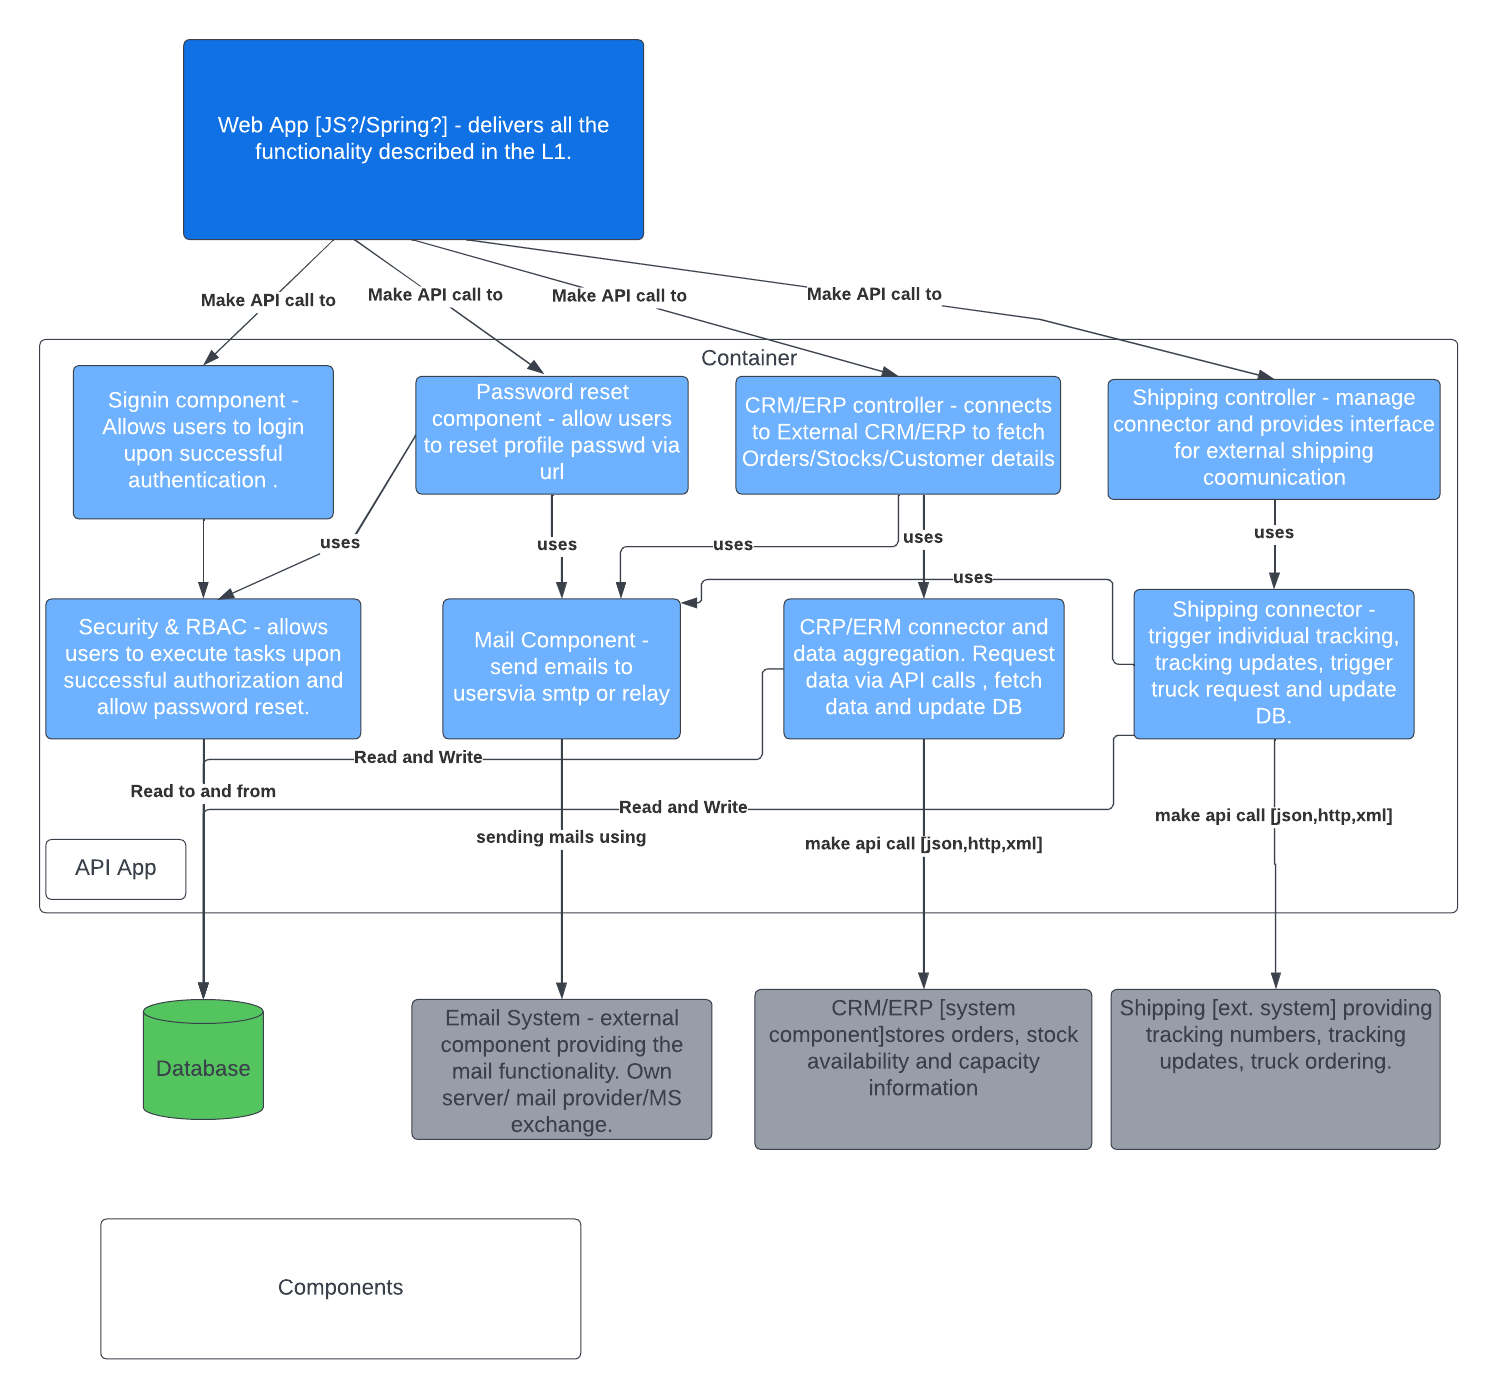 Web App [JS?/Spring?] - delivers all the
functionality described in the L1.
Make API call to
Make API call to
Make API call to
Make API call to
Container
Signin component -
Allows users to login
upon successful
authentication .
Password reset
component - allow users
to reset profile passwd via
url
CRM/ERP controller - connects
to External CRM/ERP to fetch
Orders/Stocks/Customer details
Shipping controller - manage
connector and provides interface
for external shipping
coomunication
uses
uses
uses
uses
uses
uses
Security & RBAC - allows
users to execute tasks upon
successful authorization and
allow password reset.
Mail Component -
send emails to
usersvia smtp or relay
CRP/ERM connector and
data aggregation. Request
data via API calls , fetch
data and update DB
Shipping connector -
trigger individual tracking,
tracking updates, trigger
truck request and update
DB.
Read and Write
Read to and from
Read and Write
sending mails using
make api call [json,http,xml]
make api call [json,http,xml]
API App
Database
Email System - external
component providing the
mail functionality. Own
server/ mail provider/MS
exchange.
CRM/ERP [system
component]stores orders, stock
availability and capacity
information
Shipping [ext. system] providing
tracking numbers, tracking
updates, truck ordering.
Components